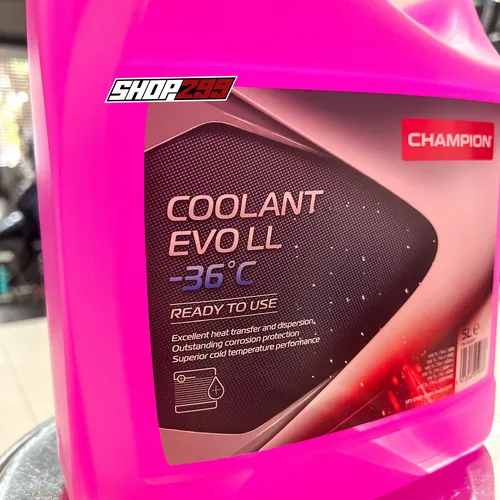 SHOP299
CHAMPION
COOLANT
EVO LL
-36°C
READY TO USE
Excellent heat transfer and dispersion,
Outstanding corrosion protection
Superior cold temperature performance
5L e